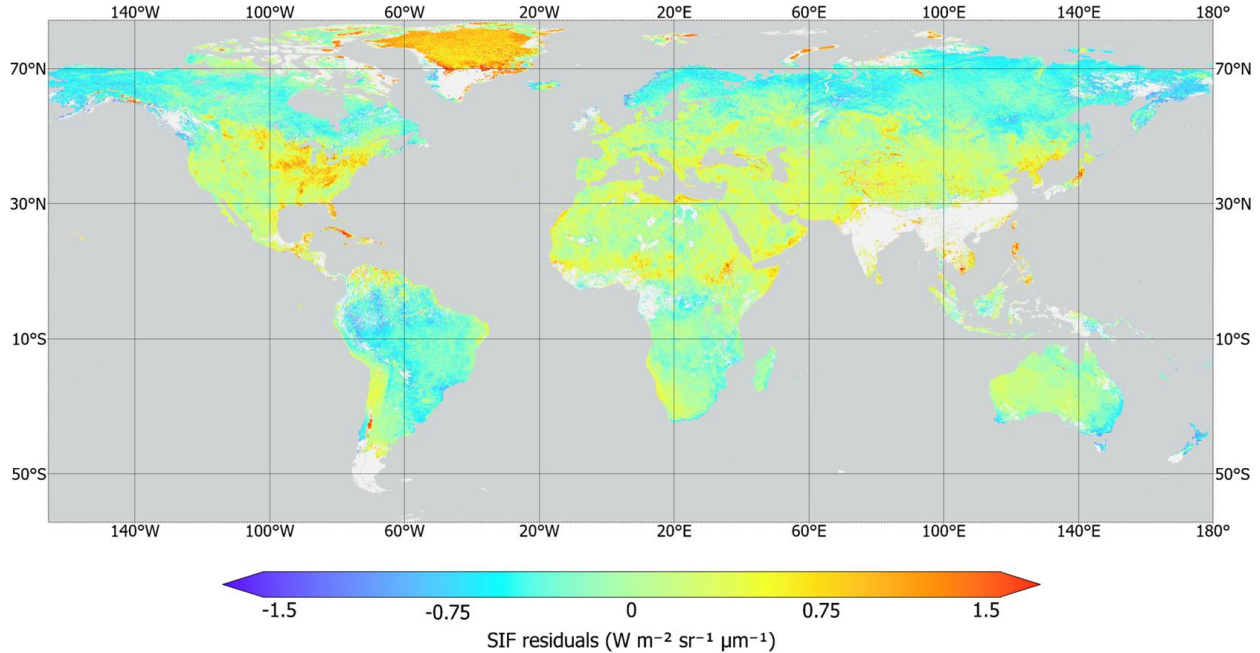 140°W 100°W 60°W 20°W 20°E 60°E 100°E 140°E 180°
70°N 70°N
30°N 30°N
10°S 10°S
50°S 50°S
140°W 100°W 60°W 20°W 20°E 60°E 100°E 140°E 180°
-1.5 -0.75 0 0.75 1.5
SIF residuals (W m⁻² sr⁻¹ μm⁻¹)